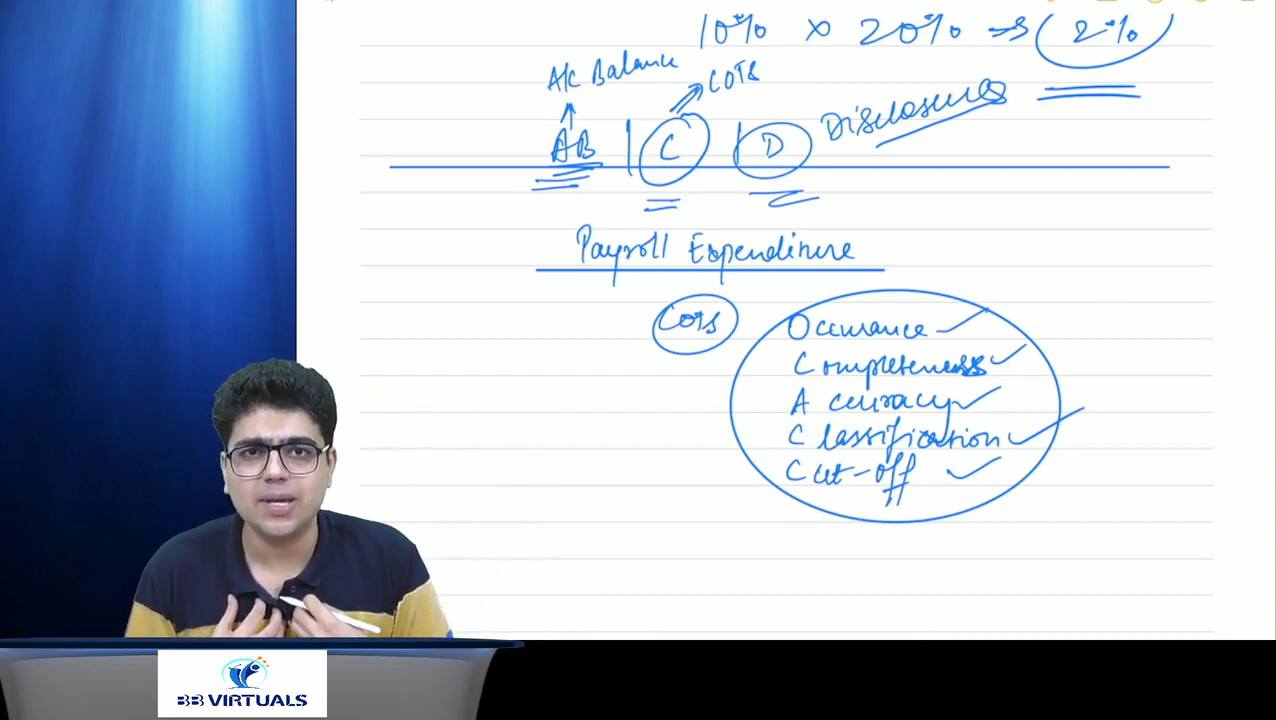 10% × 20% → 2%
A/c Balance
COTS
AB | C | D Disclosures
Payroll Expenditure
COTS
Occurance
Completeness
Accuracy
Classification
Cut-off
BB VIRTUALS